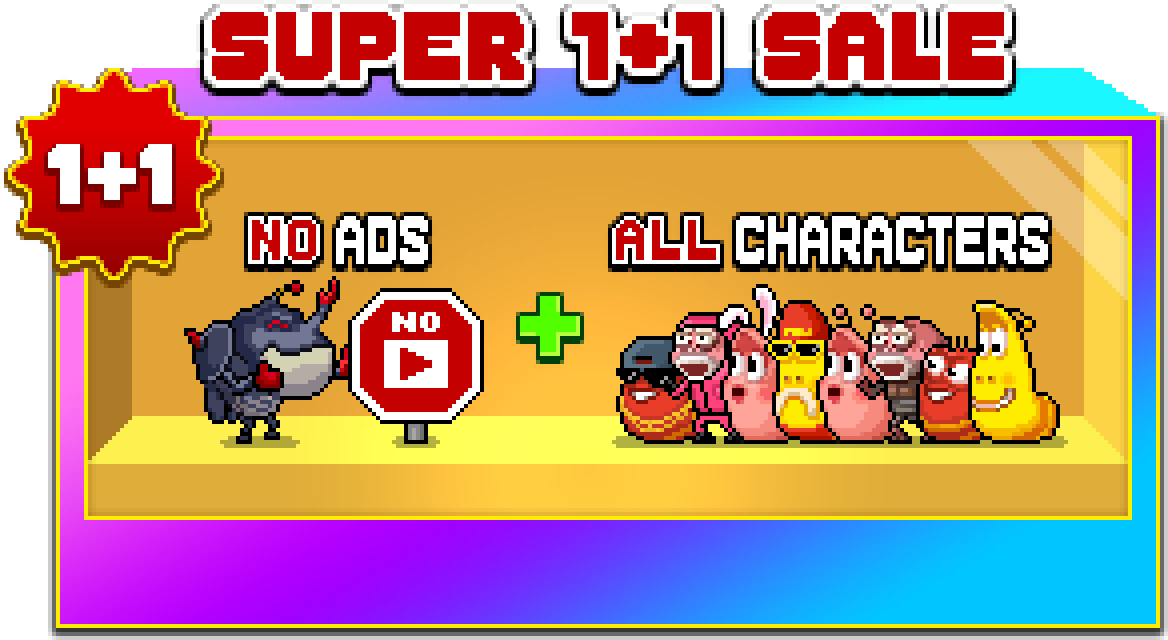 SUPER 1+1 SALE
1+1
NO ADS
ALL CHARACTERS
NO